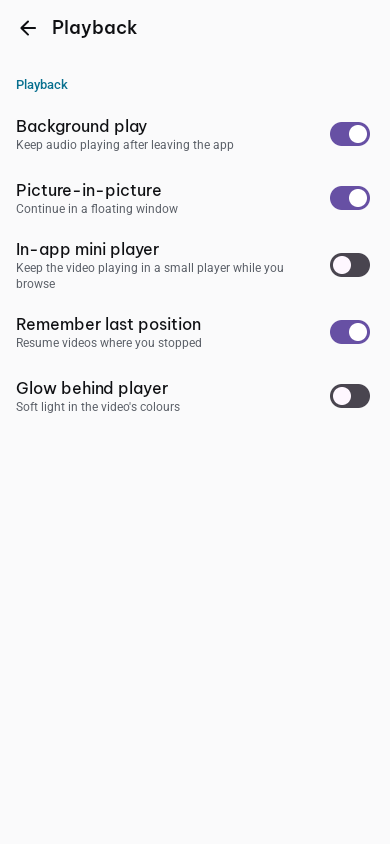 Playback
Playback
Background play
Keep audio playing after leaving the app
Picture-in-picture
Continue in a floating window
In-app mini player
Keep the video playing in a small player while you
browse
Remember last position
Resume videos where you stopped
Glow behind player
Soft light in the video's colours